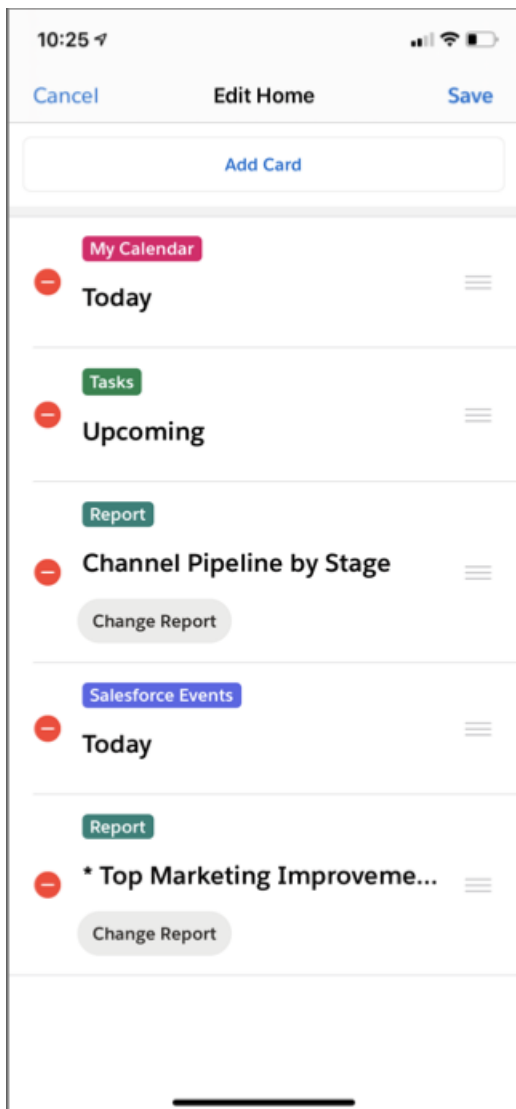 10:25
Cancel Edit Home Save
Add Card
My Calendar
Today
Tasks
Upcoming
Report
Channel Pipeline by Stage
Change Report
Salesforce Events
Today
Report
* Top Marketing Improveme...
Change Report